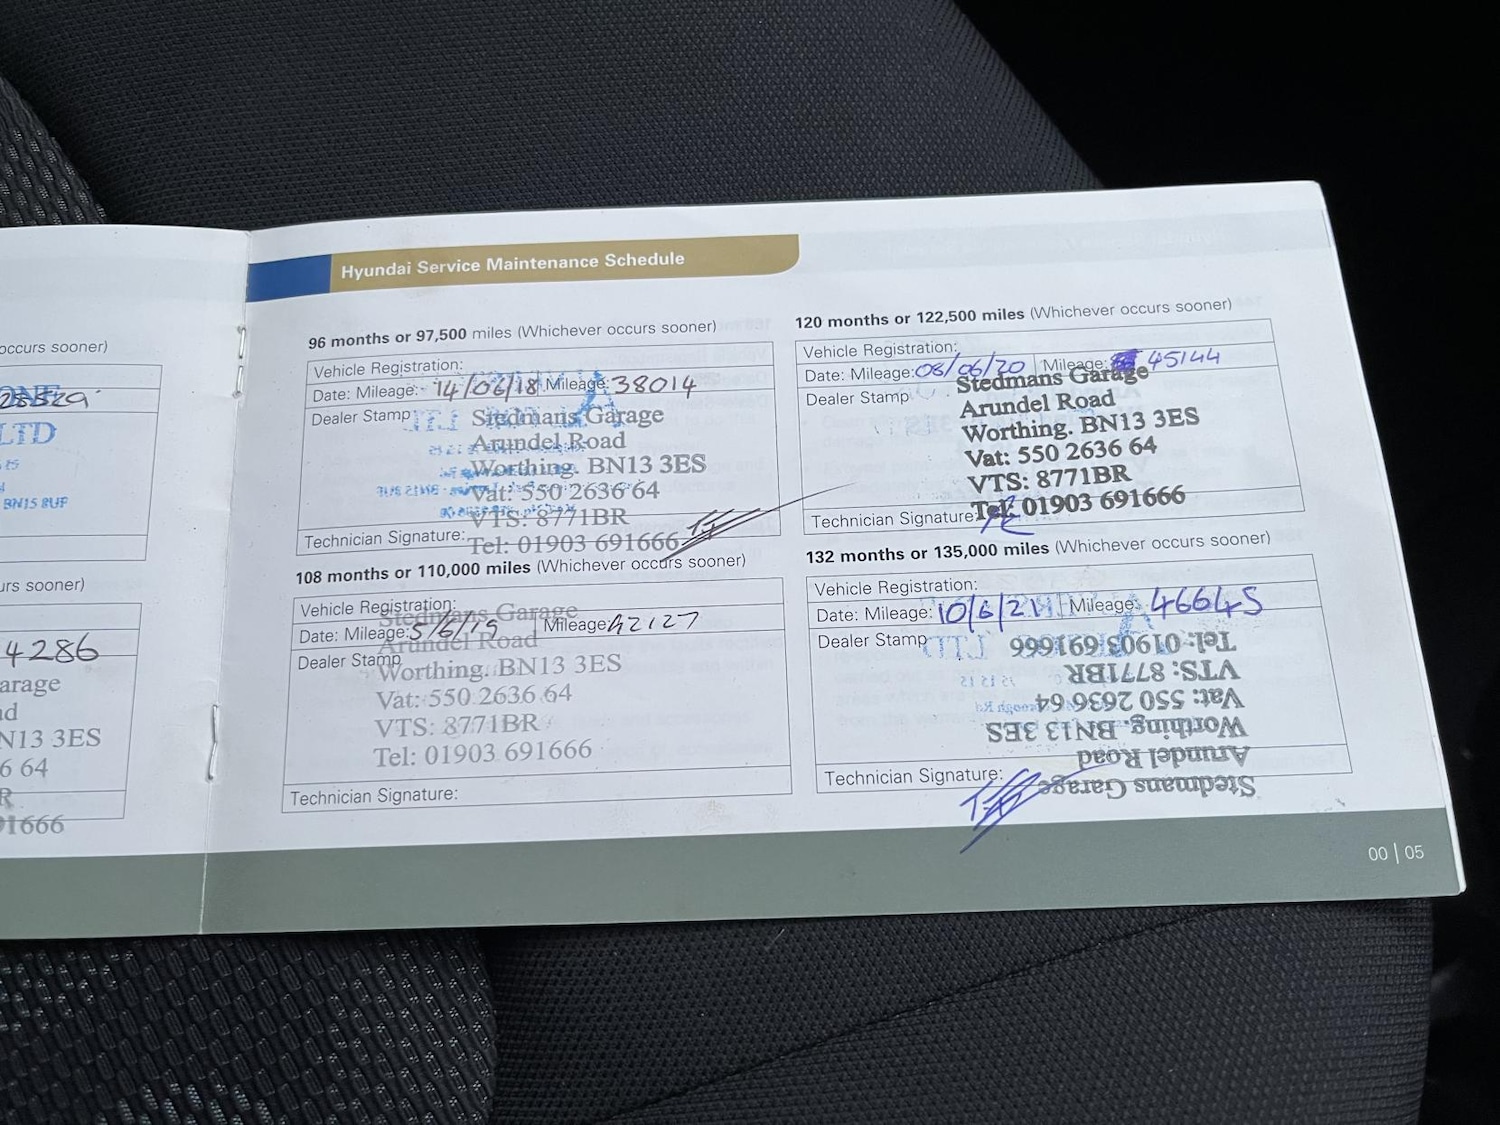 occurs sooner)
28329
LTD
BN15 8UF
urs sooner)
4286
arage
ad
N13 3ES
6 64
R
91666
Hyundai Service Maintenance Schedule
96 months or 97,500 miles (Whichever occurs sooner)
Vehicle Registration:
Date: Mileage: 14/06/18 Mileage: 38014
Dealer Stamp
Stedmans Garage
Arundel Road
Worthing. BN13 3ES
Vat: 550 2636 64
VTS: 8771BR
Technician Signature:
Tel: 01903 691666
108 months or 110,000 miles (Whichever occurs sooner)
Vehicle Registration:
Stedmans Garage
Date: Mileage: 5/6/19 Mileage: 42127
Arundel Road
Dealer Stamp
Worthing. BN13 3ES
Vat: 550 2636 64
VTS: 8771BR
Tel: 01903 691666
Technician Signature:
120 months or 122,500 miles (Whichever occurs sooner)
Vehicle Registration:
Date: Mileage: 08/06/20 Mileage: 45144
Stedmans Garage
Dealer Stamp
Arundel Road
Worthing. BN13 3ES
Vat: 550 2636 64
VTS: 8771BR
Tel: 01903 691666
Technician Signature:
132 months or 135,000 miles (Whichever occurs sooner)
Vehicle Registration:
Date: Mileage: 10/6/21 Mileage: 46645
Dealer Stamp
Stedmans Garage
Arundel Road
Worthing. BN13 3ES
Vat: 550 2636 64
VTS: 8771BR
Tel: 01903 691666
Technician Signature:
00 | 05